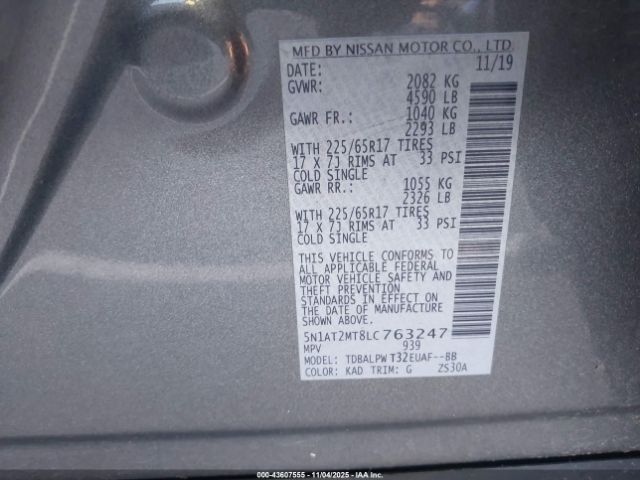 MFD BY NISSAN MOTOR CO., LTD.
DATE: 11/19
GVWR: 2082 KG
4590 LB
GAWR FR.: 1040 KG
2293 LB
WITH 225/65R17 TIRES
17 X 7J RIMS AT 33 PSI
COLD SINGLE
GAWR RR.: 1055 KG
2326 LB
WITH 225/65R17 TIRES
17 X 7J RIMS AT 33 PSI
COLD SINGLE
THIS VEHICLE CONFORMS TO
ALL APPLICABLE FEDERAL
MOTOR VEHICLE SAFETY AND
THEFT PREVENTION
STANDARDS IN EFFECT ON
THE DATE OF MANUFACTURE
SHOWN ABOVE.
5N1AT2MT8LC763247
MPV 939
MODEL: TDBALPW T32EUAF--BB
COLOR: KAD TRIM: G ZS30A
00-43607555 - 11/04/2025 - IAAI.COM